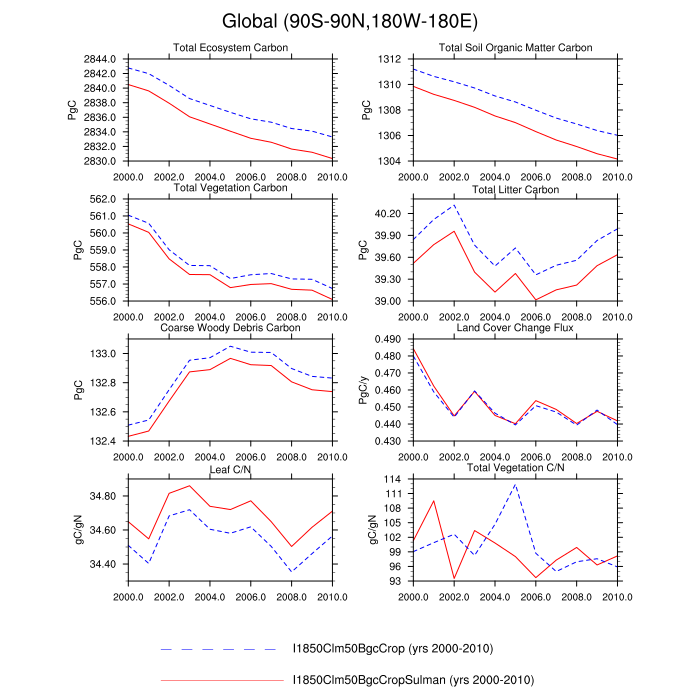 Global (90S-90N,180W-180E)
Total Ecosystem Carbon
Total Soil Organic Matter Carbon
2844.0
2842.0
2840.0
2838.0
2836.0
2834.0
2832.0
2830.0
PgC
2000.0 2002.0 2004.0 2006.0 2008.0 2010.0
1312
1310
1308
1306
1304
PgC
2000.0 2002.0 2004.0 2006.0 2008.0 2010.0
Total Vegetation Carbon
Total Litter Carbon
562.0
561.0
560.0
559.0
558.0
557.0
556.0
PgC
2000.0 2002.0 2004.0 2006.0 2008.0 2010.0
40.20
39.90
39.60
39.30
39.00
PgC
2000.0 2002.0 2004.0 2006.0 2008.0 2010.0
Coarse Woody Debris Carbon
Land Cover Change Flux
133.0
132.8
132.6
132.4
PgC
2000.0 2002.0 2004.0 2006.0 2008.0 2010.0
0.490
0.480
0.470
0.460
0.450
0.440
0.430
PgC/y
2000.0 2002.0 2004.0 2006.0 2008.0 2010.0
Leaf C/N
Total Vegetation C/N
34.80
34.60
34.40
gC/gN
2000.0 2002.0 2004.0 2006.0 2008.0 2010.0
114
111
108
105
102
99
96
93
gC/gN
2000.0 2002.0 2004.0 2006.0 2008.0 2010.0
I1850Clm50BgcCrop (yrs 2000-2010)
I1850Clm50BgcCropSulman (yrs 2000-2010)